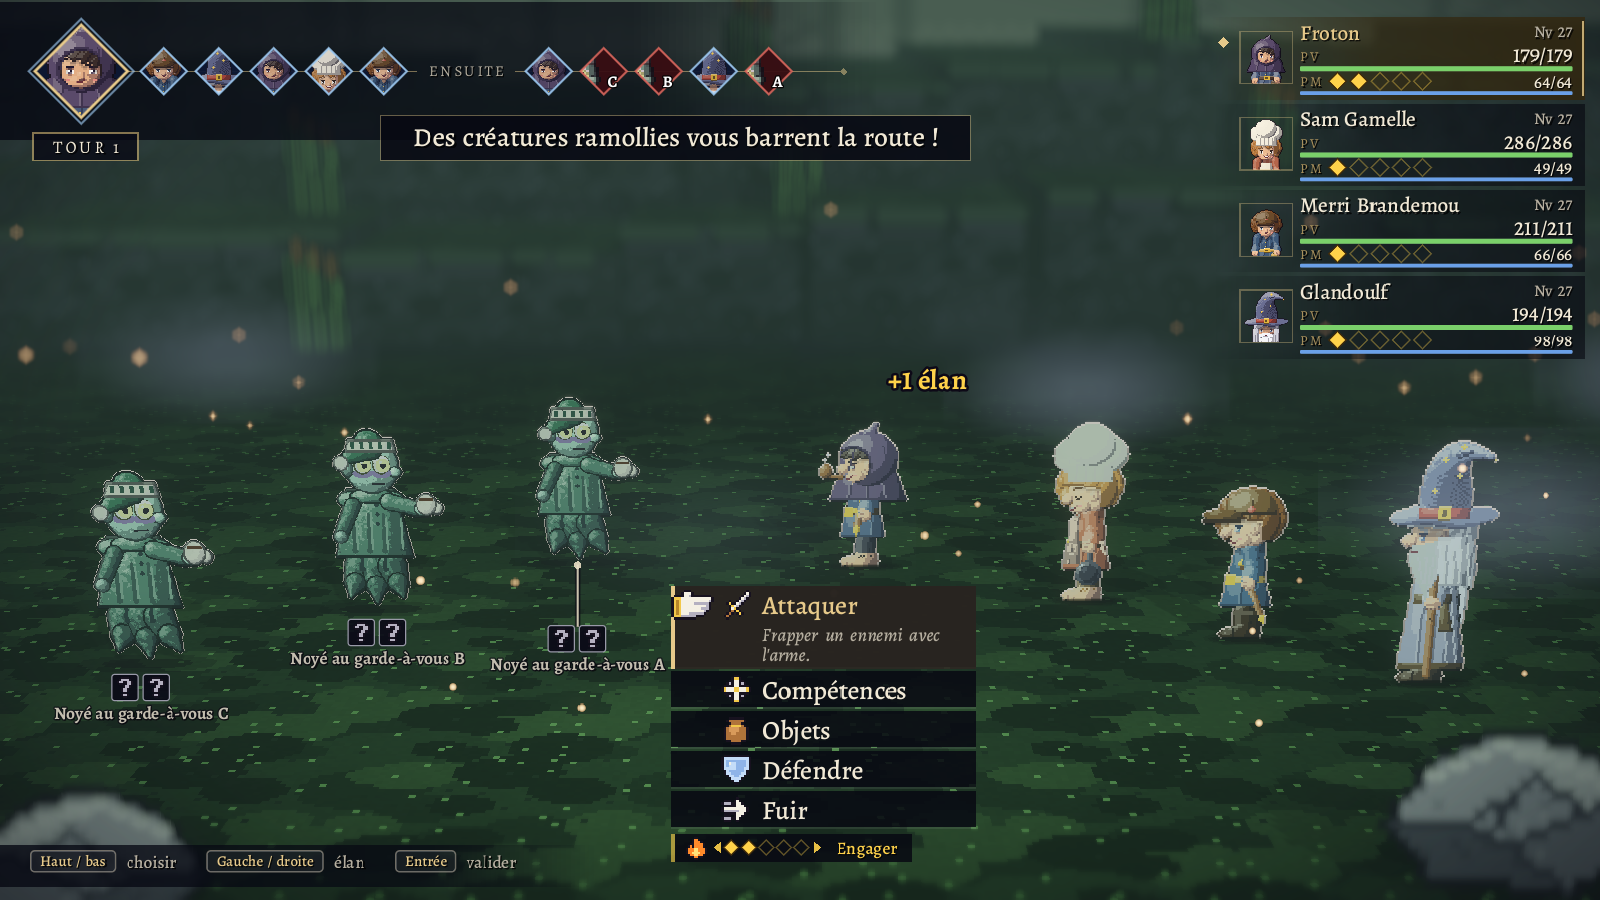 ENSUITE
C
B
A
TOUR 1
Des créatures ramollies vous barrent la route !
Froton
Nv 27
PV
179/179
PM
64/64
Sam Gamelle
Nv 27
PV
286/286
PM
49/49
Merri Brandemou
Nv 27
PV
211/211
PM
66/66
Glandoulf
Nv 27
PV
194/194
PM
98/98
+1 élan
? ?
Noyé au garde-à-vous C
? ?
Noyé au garde-à-vous B
? ?
Noyé au garde-à-vous A
Attaquer
Frapper un ennemi avec
l'arme.
Compétences
Objets
Défendre
Fuir
Engager
Haut / bas choisir
Gauche / droite élan
Entrée valider